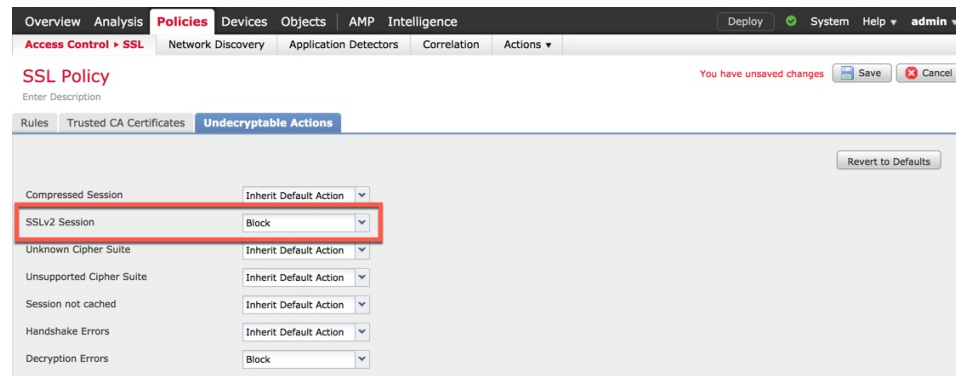 Overview Analysis Policies Devices Objects AMP Intelligence Deploy System Help admin
Access Control ▸ SSL Network Discovery Application Detectors Correlation Actions ▾
SSL Policy
You have unsaved changes Save Cancel
Enter Description
Rules Trusted CA Certificates Undecryptable Actions
Revert to Defaults
Compressed Session Inherit Default Action
SSLv2 Session Block
Unknown Cipher Suite Inherit Default Action
Unsupported Cipher Suite Inherit Default Action
Session not cached Inherit Default Action
Handshake Errors Inherit Default Action
Decryption Errors Block